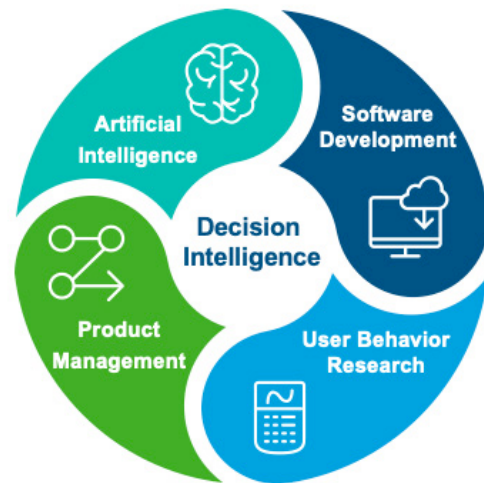 Artificial
Intelligence
Software
Development
Decision
Intelligence
Product
Management
User Behavior
Research